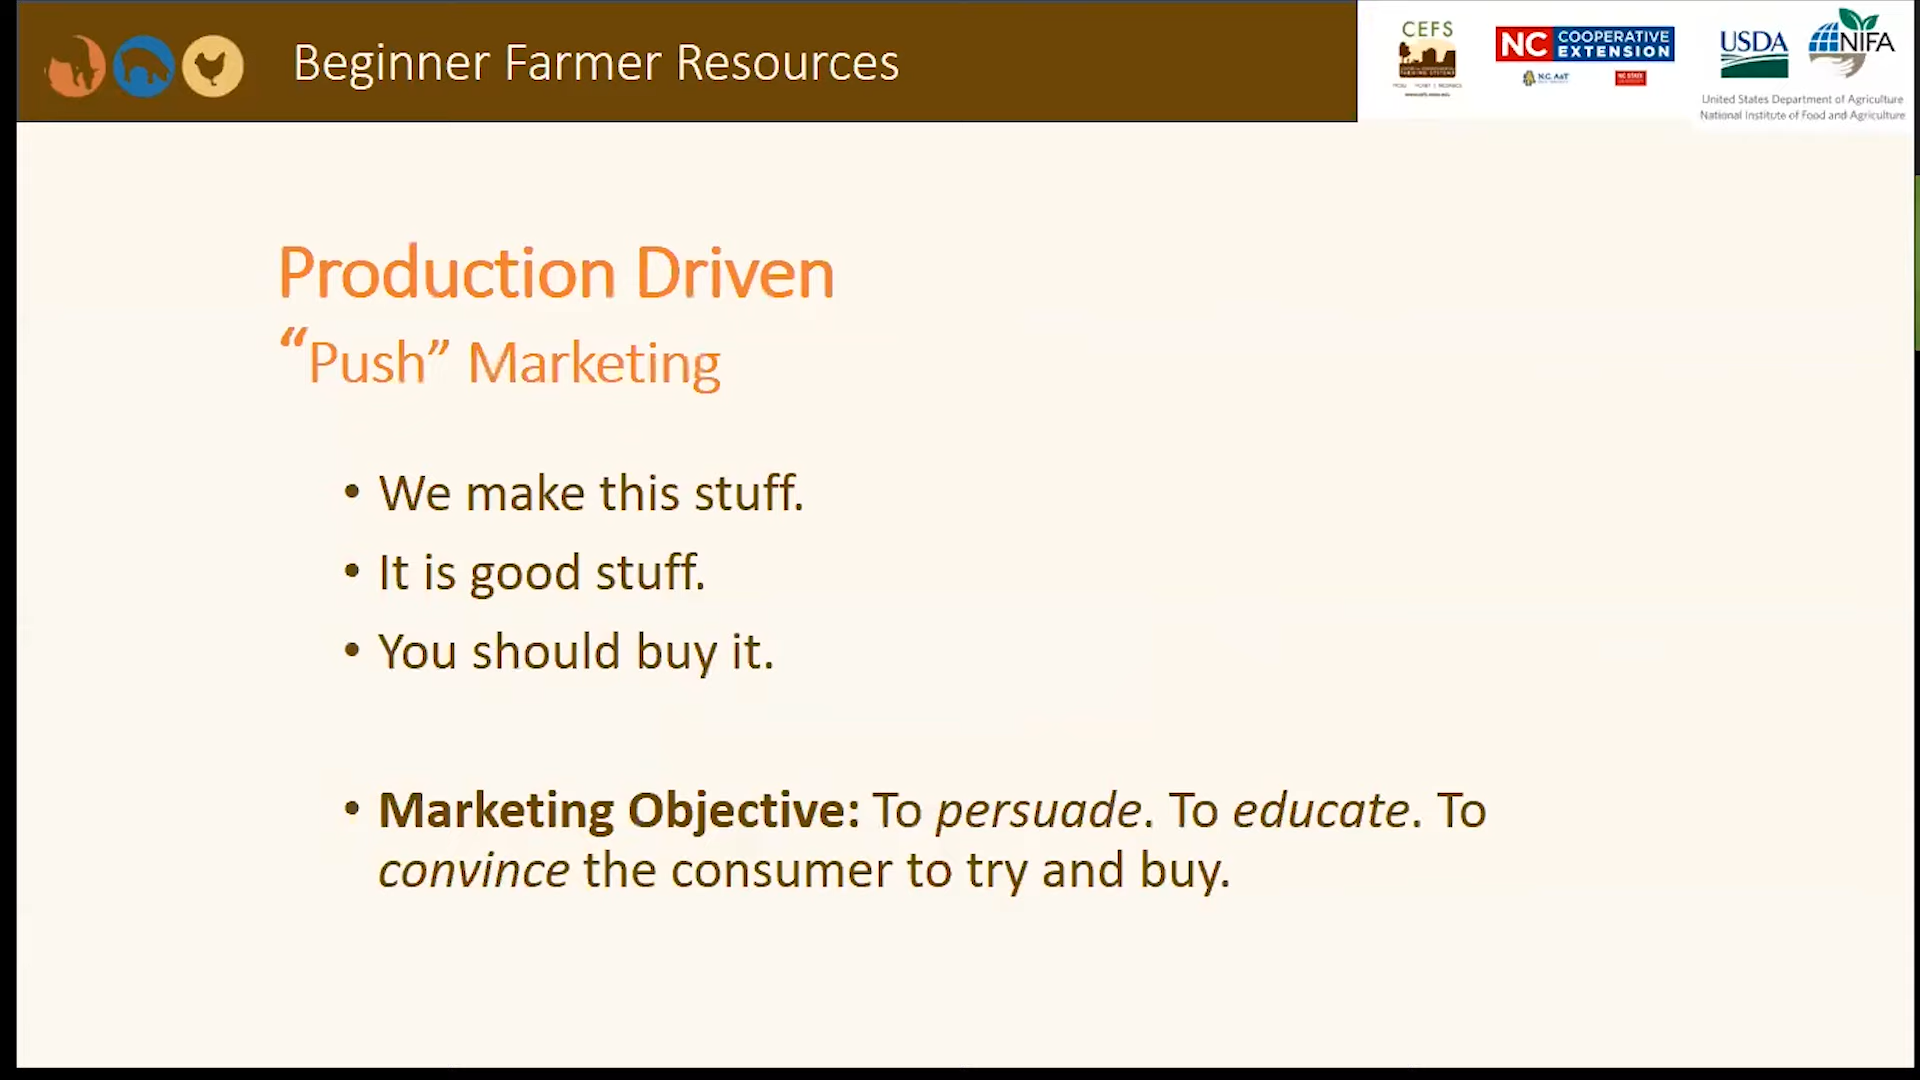 Beginner Farmer Resources
CEFS
NC COOPERATIVE EXTENSION
N.C. A&T
NC STATE
USDA
NIFA
United States Department of Agriculture
National Institute of Food and Agriculture
Production Driven
“Push” Marketing
• We make this stuff.
• It is good stuff.
• You should buy it.
• Marketing Objective: To persuade. To educate. To
convince the consumer to try and buy.